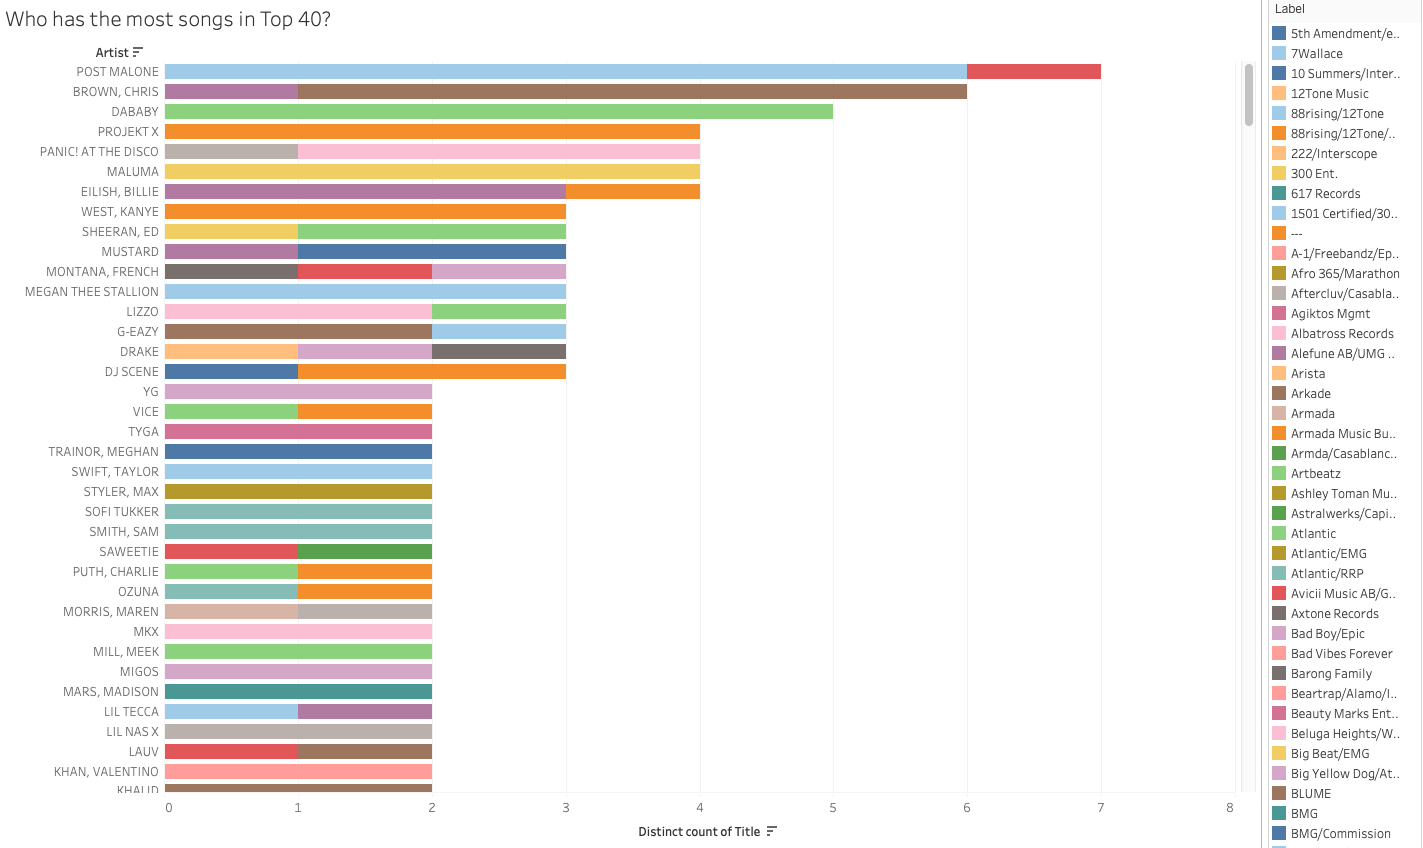 Who has the most songs in Top 40?
Artist
POST MALONE
BROWN, CHRIS
DABABY
PROJEKT X
PANIC! AT THE DISCO
MALUMA
EILISH, BILLIE
WEST, KANYE
SHEERAN, ED
MUSTARD
MONTANA, FRENCH
MEGAN THEE STALLION
LIZZO
G-EAZY
DRAKE
DJ SCENE
YG
VICE
TYGA
TRAINOR, MEGHAN
SWIFT, TAYLOR
STYLER, MAX
SOFI TUKKER
SMITH, SAM
SAWEETIE
PUTH, CHARLIE
OZUNA
MORRIS, MAREN
MKX
MILL, MEEK
MIGOS
MARS, MADISON
LIL TECCA
LIL NAS X
LAUV
KHAN, VALENTINO
KHALID
0 1 2 3 4 5 6 7 8
Distinct count of Title
Label
5th Amendment/e..
7Wallace
10 Summers/Inter..
12Tone Music
88rising/12Tone
88rising/12Tone/..
222/Interscope
300 Ent.
617 Records
1501 Certified/30..
---
A-1/Freebandz/Ep..
Afro 365/Marathon
Aftercluv/Casabla..
Agiktos Mgmt
Albatross Records
Alefune AB/UMG ..
Arista
Arkade
Armada
Armada Music Bu..
Armda/Casablanc..
Artbeatz
Ashley Toman Mu..
Astralwerks/Capi..
Atlantic
Atlantic/EMG
Atlantic/RRP
Avicii Music AB/G..
Axtone Records
Bad Boy/Epic
Bad Vibes Forever
Barong Family
Beartrap/Alamo/I..
Beauty Marks Ent..
Beluga Heights/W..
Big Beat/EMG
Big Yellow Dog/At..
BLUME
BMG
BMG/Commission